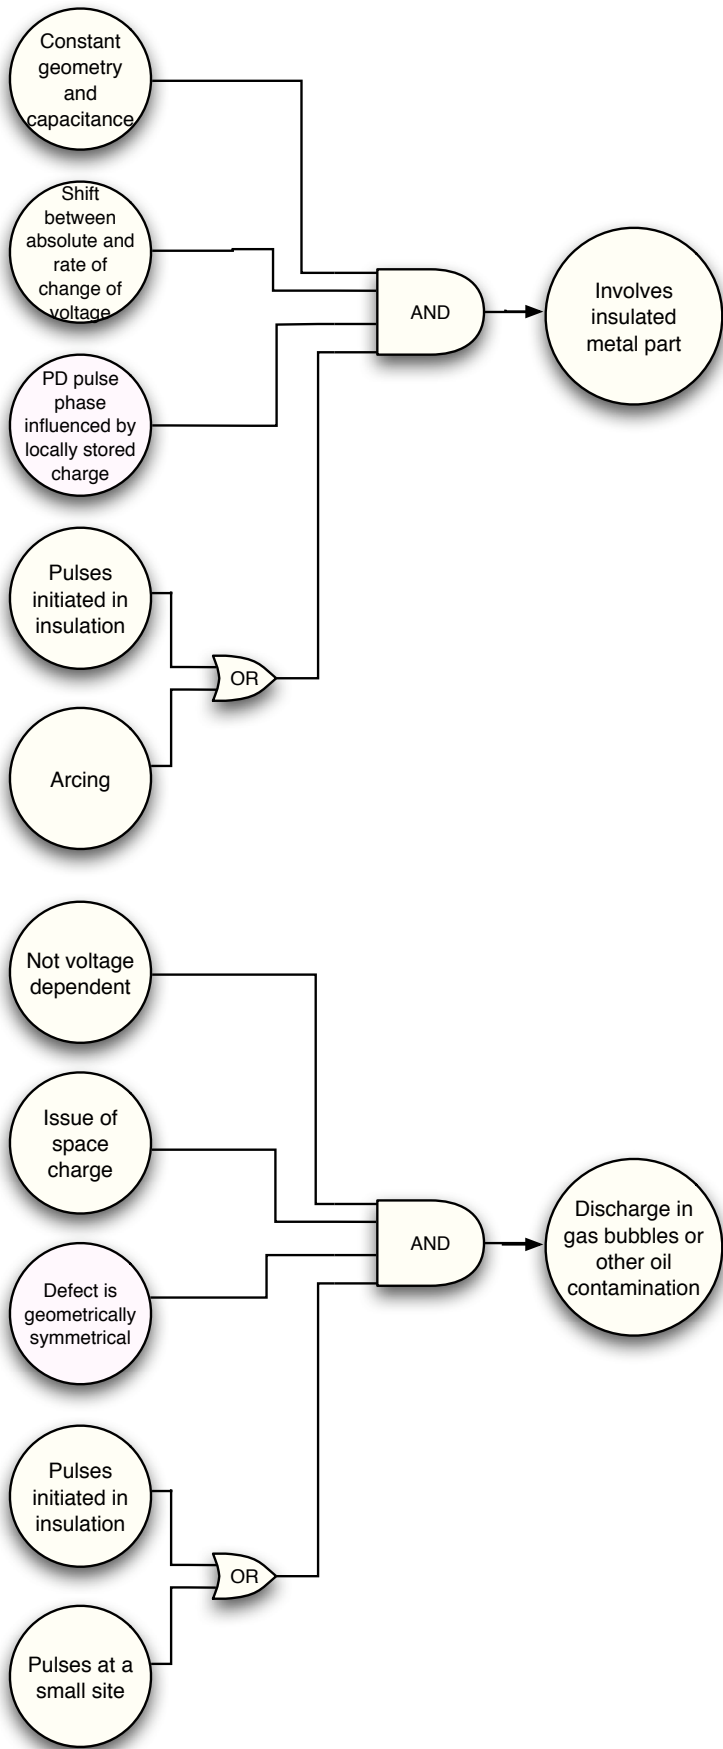 Constant
geometry
and
capacitance
Shift
between
absolute and
rate of
change of
voltage
AND
Involves
insulated
metal part
PD pulse
phase
influenced by
locally stored
charge
Pulses
initiated in
insulation
OR
Arcing
Not voltage
dependent
Issue of
space
charge
AND
Discharge in
gas bubbles or
other oil
contamination
Defect is
geometrically
symmetrical
Pulses
initiated in
insulation
OR
Pulses at a
small site